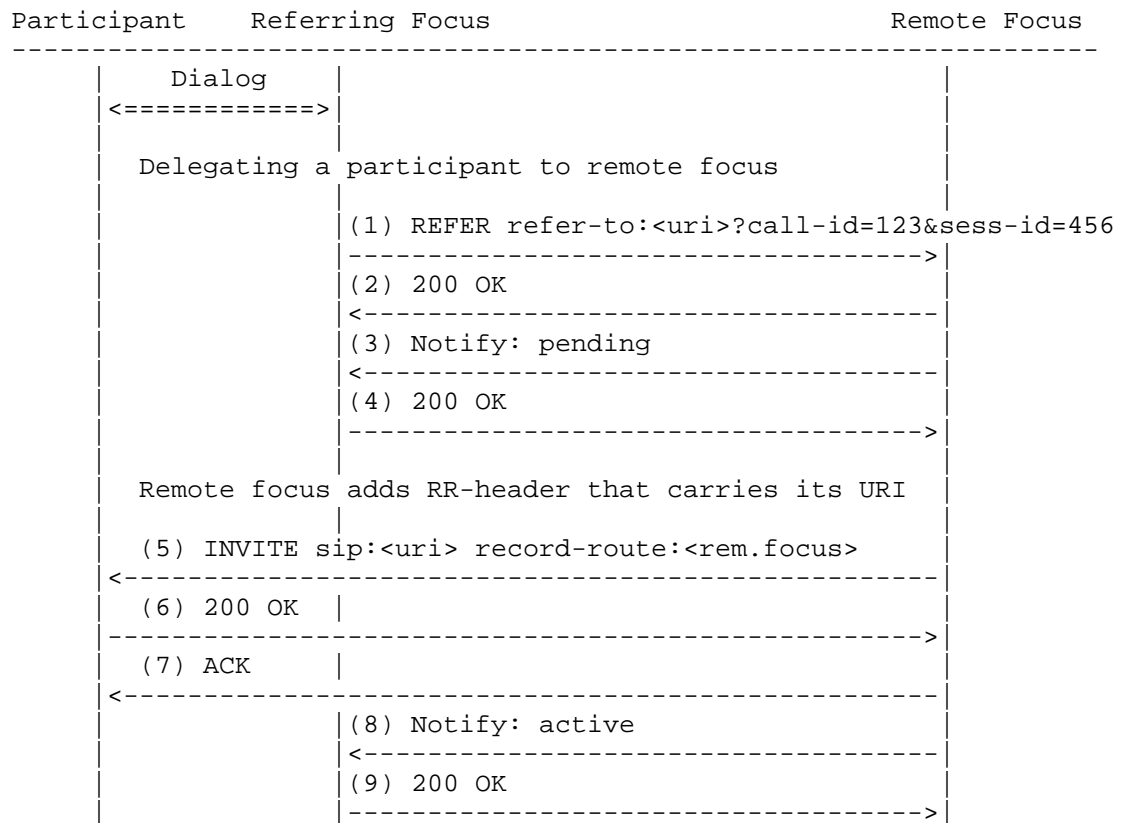 Participant Referring Focus Remote Focus
Dialog
Delegating a participant to remote focus
(1) REFER refer-to:<uri>?call-id=123&sess-id=456
(2) 200 OK
(3) Notify: pending
(4) 200 OK
Remote focus adds RR-header that carries its URI
(5) INVITE sip:<uri> record-route:<rem.focus>
(6) 200 OK
(7) ACK
(8) Notify: active
(9) 200 OK